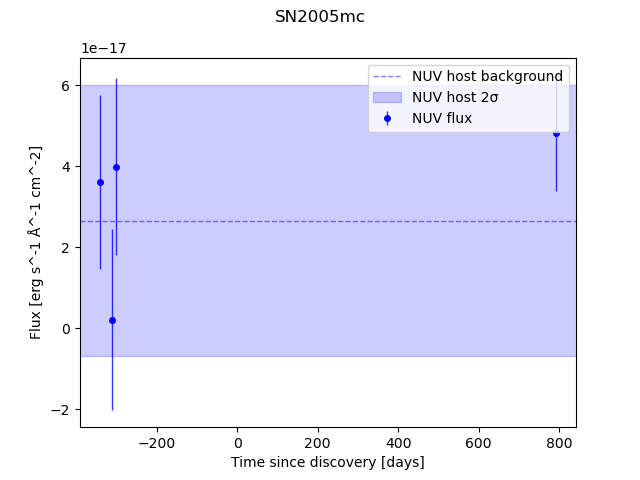 SN2005mc
1e−17
NUV host background
NUV host 2σ
NUV flux
6
4
2
0
−2
Flux [erg s^-1 Å^-1 cm^-2]
−200 0 200 400 600 800
Time since discovery [days]